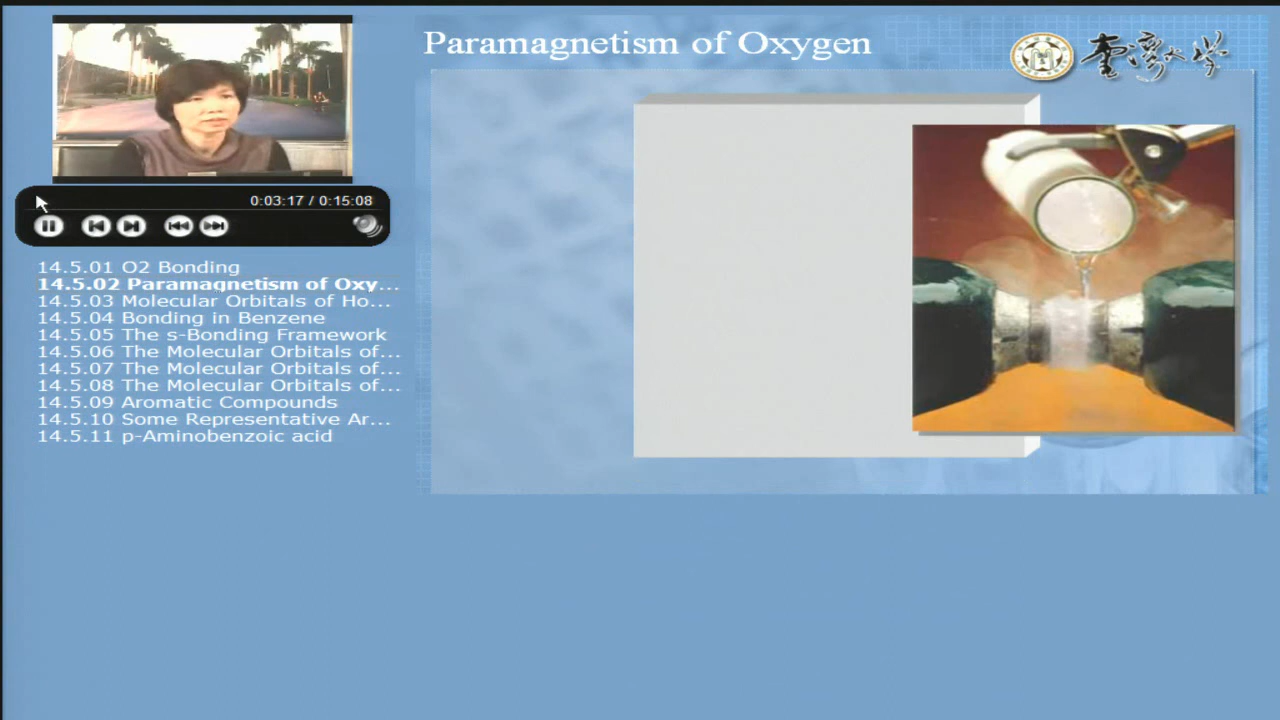 Paramagnetism of Oxygen
臺灣大學
0:03:17 / 0:15:08
14.5.01 O2 Bonding
14.5.02 Paramagnetism of Oxy...
14.5.03 Molecular Orbitals of Ho...
14.5.04 Bonding in Benzene
14.5.05 The s-Bonding Framework
14.5.06 The Molecular Orbitals of...
14.5.07 The Molecular Orbitals of...
14.5.08 The Molecular Orbitals of...
14.5.09 Aromatic Compounds
14.5.10 Some Representative Ar...
14.5.11 p-Aminobenzoic acid